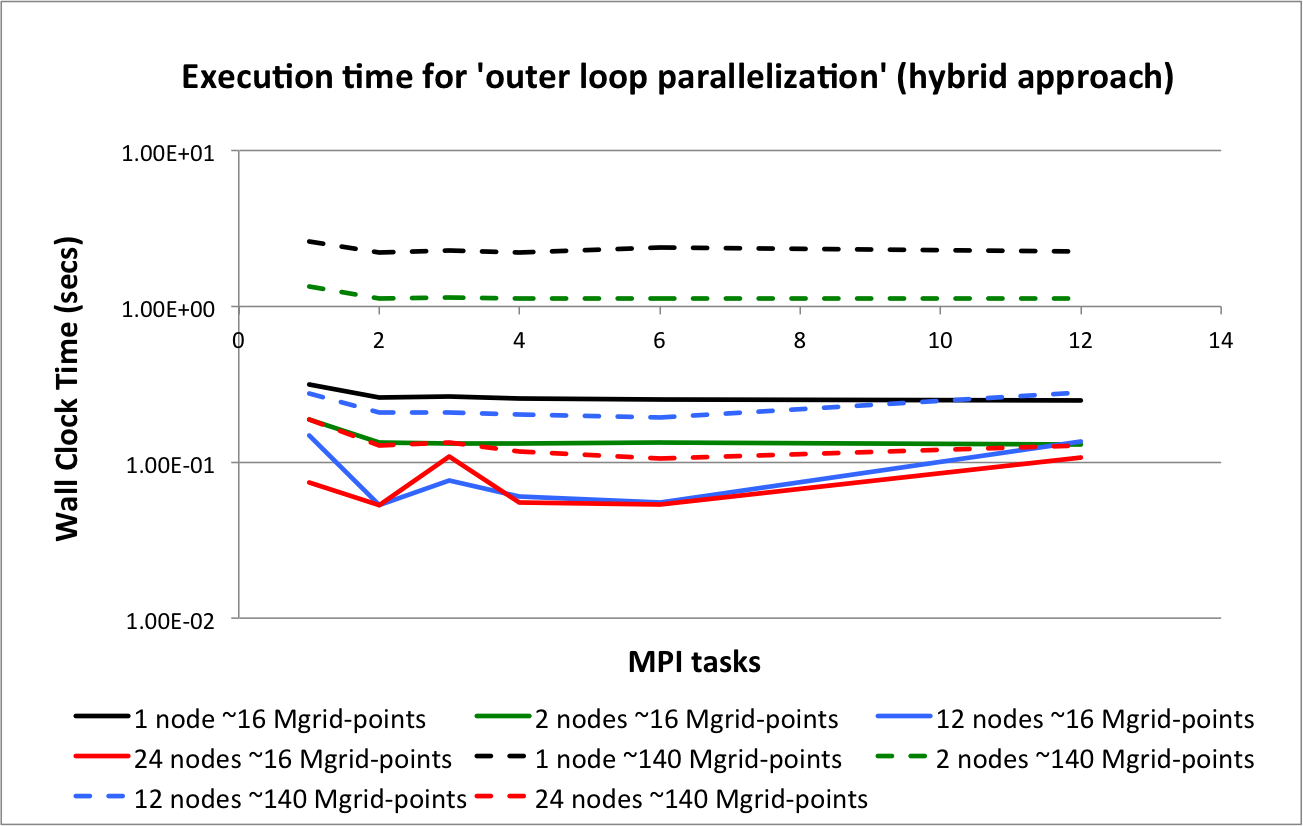 Execution time for 'outer loop parallelization' (hybrid approach)
1.00E+01
1.00E+00
0 2 4 6 8 10 12 14
1.00E-01
1.00E-02
Wall Clock Time (secs)
MPI tasks
1 node ~16 Mgrid-points 2 nodes ~16 Mgrid-points 12 nodes ~16 Mgrid-points
24 nodes ~16 Mgrid-points 1 node ~140 Mgrid-points 2 nodes ~140 Mgrid-points
12 nodes ~140 Mgrid-points 24 nodes ~140 Mgrid-points